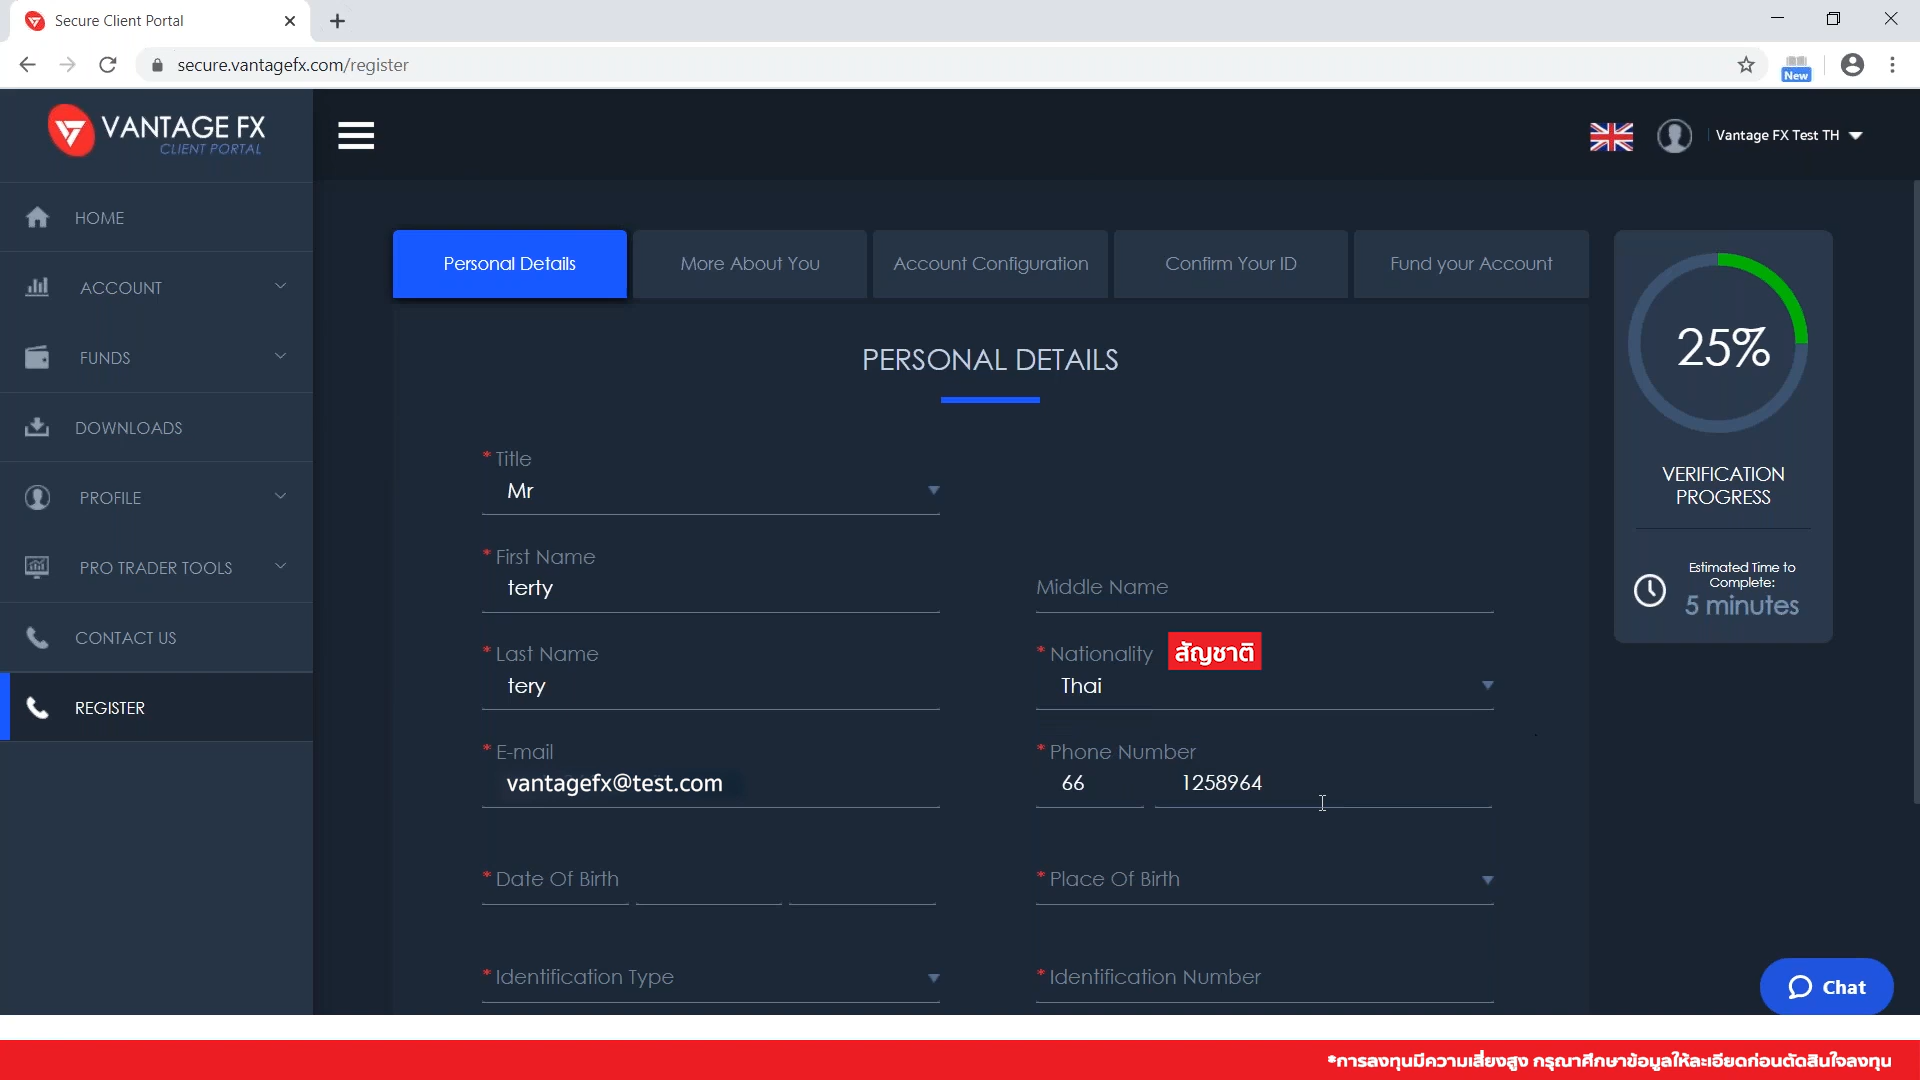 Secure Client Portal
secure.vantagefx.com/register
New
VANTAGE FX
CLIENT PORTAL
Vantage FX Test TH
HOME
ACCOUNT
FUNDS
DOWNLOADS
PROFILE
PRO TRADER TOOLS
CONTACT US
REGISTER
Personal Details
More About You
Account Configuration
Confirm Your ID
Fund your Account
PERSONAL DETAILS
* Title
Mr
* First Name
terty
Middle Name
* Last Name
tery
* Nationality สัญชาติ
Thai
* E-mail
vantagefx@test.com
* Phone Number
66 1258964
* Date Of Birth
* Place Of Birth
* Identification Type
* Identification Number
25%
VERIFICATION
PROGRESS
Estimated Time to
Complete:
5 minutes
Chat
*การลงทุนมีความเสี่ยงสูง กรุณาศึกษาข้อมูลให้ละเอียดก่อนตัดสินใจลงทุน